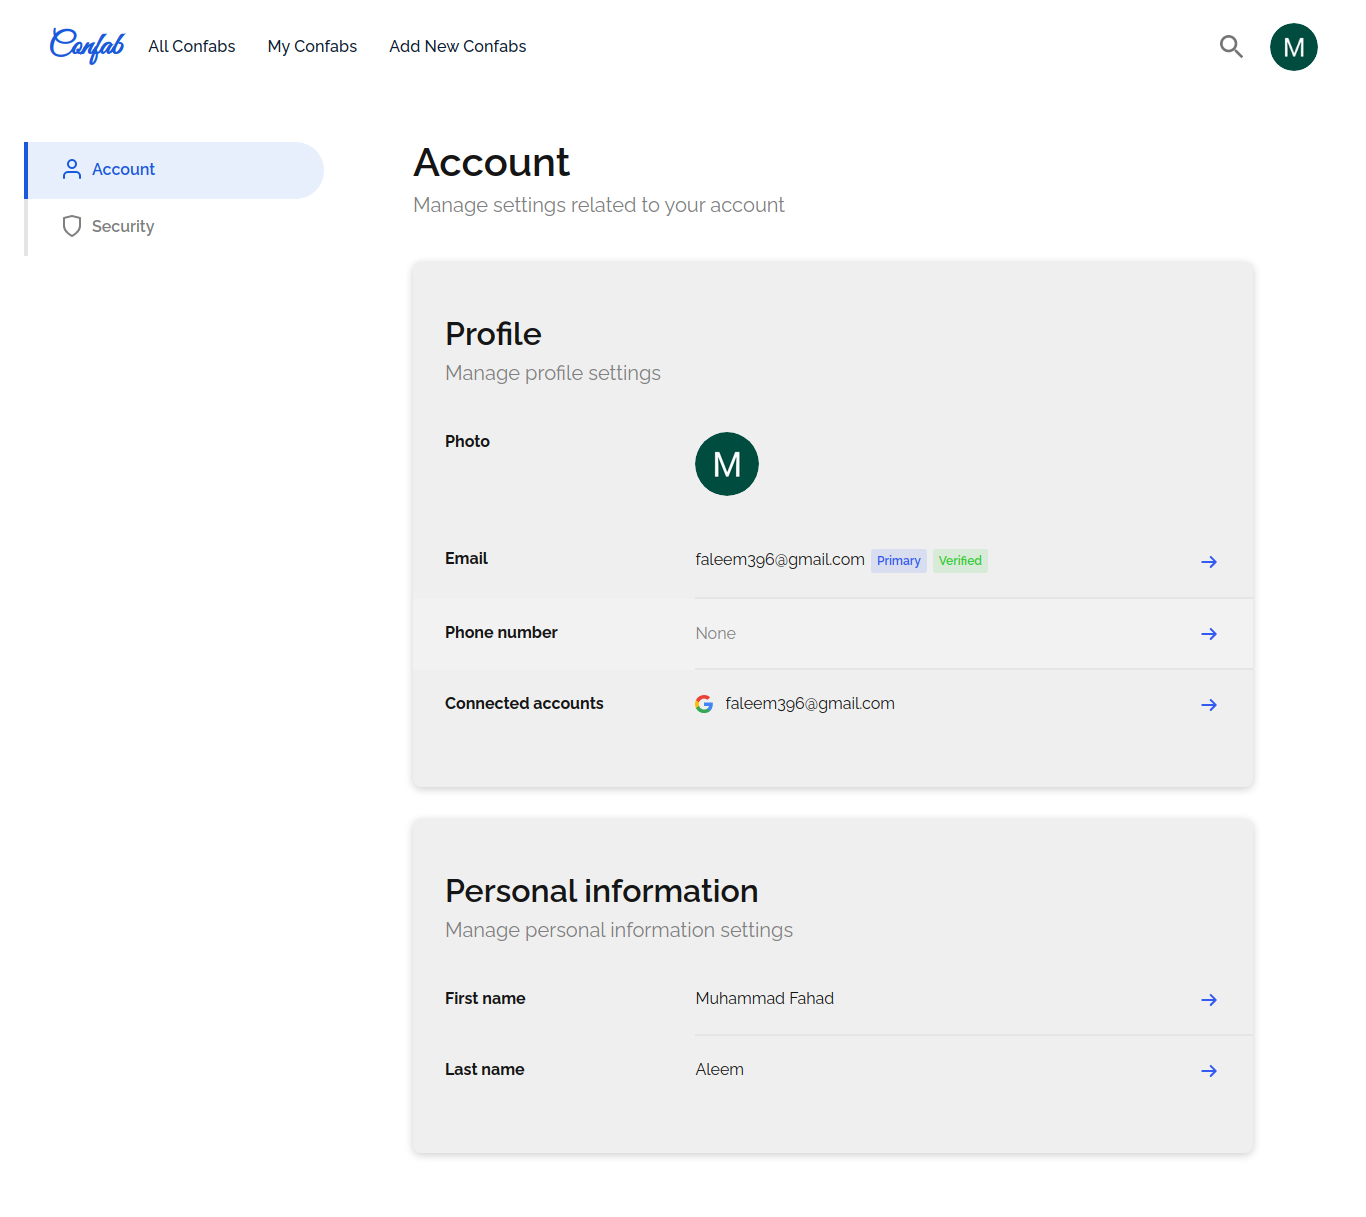 Confab All Confabs My Confabs Add New Confabs M
Account
Security
Account
Manage settings related to your account
Profile
Manage profile settings
Photo M
Email faleem396@gmail.com Primary Verified
Phone number None
Connected accounts faleem396@gmail.com
Personal information
Manage personal information settings
First name Muhammad Fahad
Last name Aleem